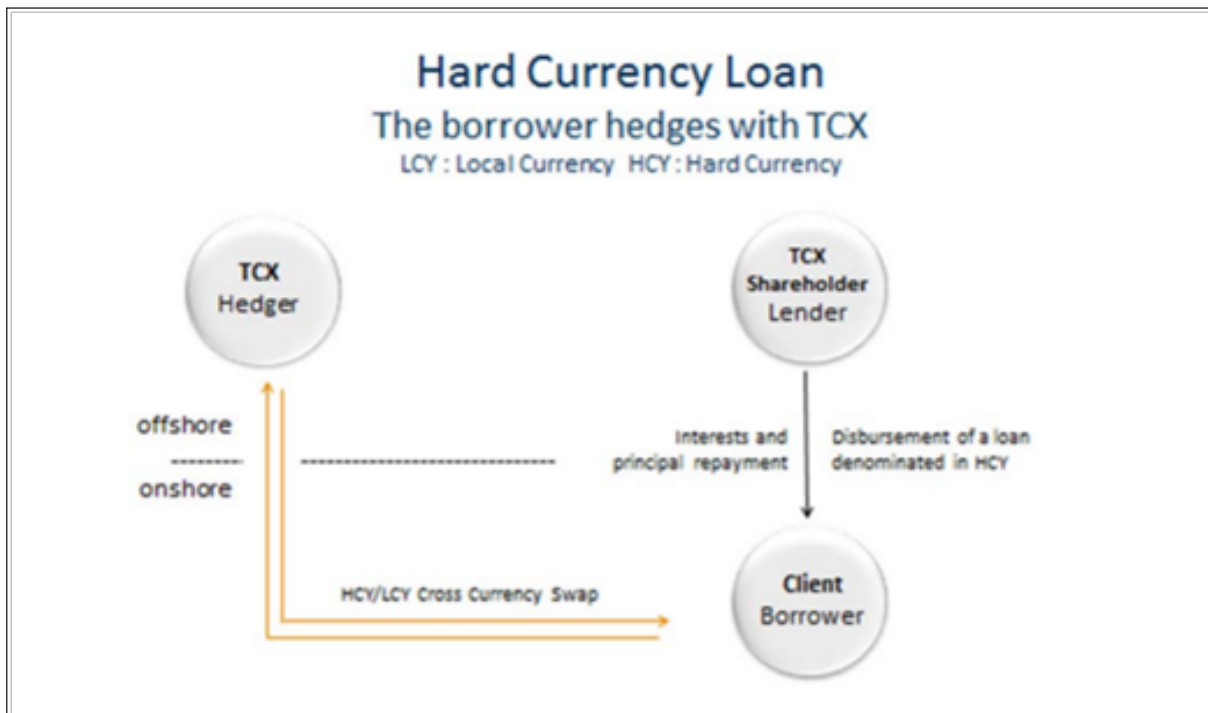 Hard Currency Loan
The borrower hedges with TCX
LCY : Local Currency HCY : Hard Currency
TCX
Hedger
TCX
Shareholder
Lender
offshore
onshore
Interests and
principal repayment
Disbursement of a loan
denominated in HCY
HCY/LCY Cross Currency Swap
Client
Borrower